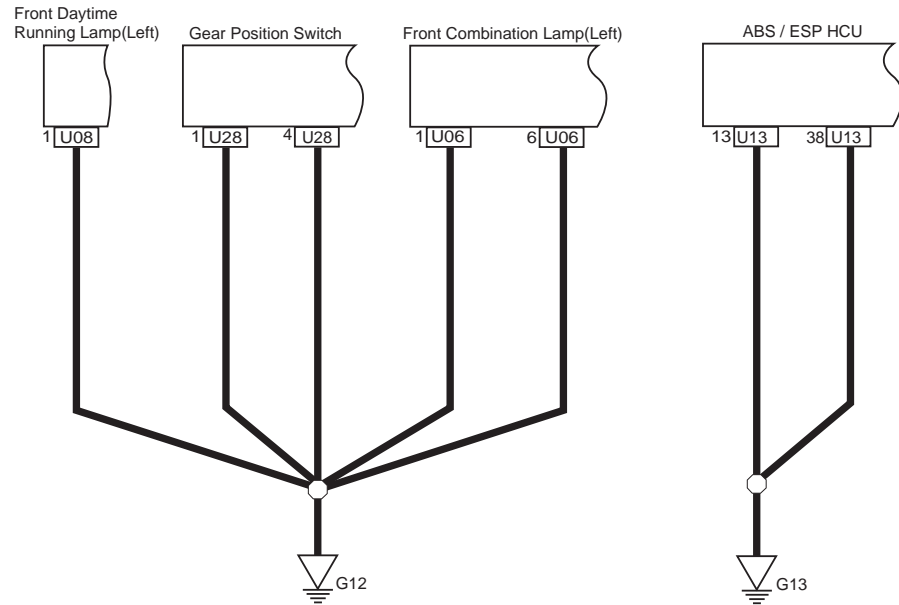 Front Daytime
Running Lamp(Left)
Gear Position Switch
Front Combination Lamp(Left)
ABS / ESP HCU
1 U08
1 U28
4 U28
1 U06
6 U06
13 U13
38 U13
G12
G13